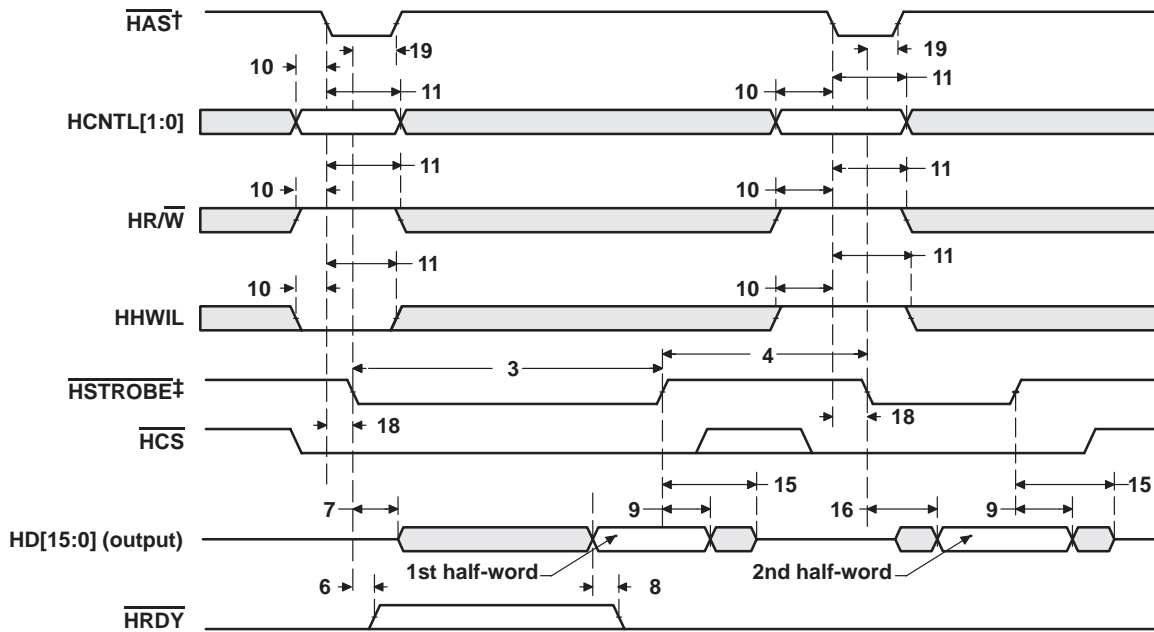 HAS†
19
19
10
11
10
11
HCNTL[1:0]
11
11
10
10
HR/W
11
11
10
10
HHWIL
3
4
HSTROBE‡
18
18
HCS
15
15
7
9
16
9
HD[15:0] (output)
1st half-word
2nd half-word
6
8
HRDY